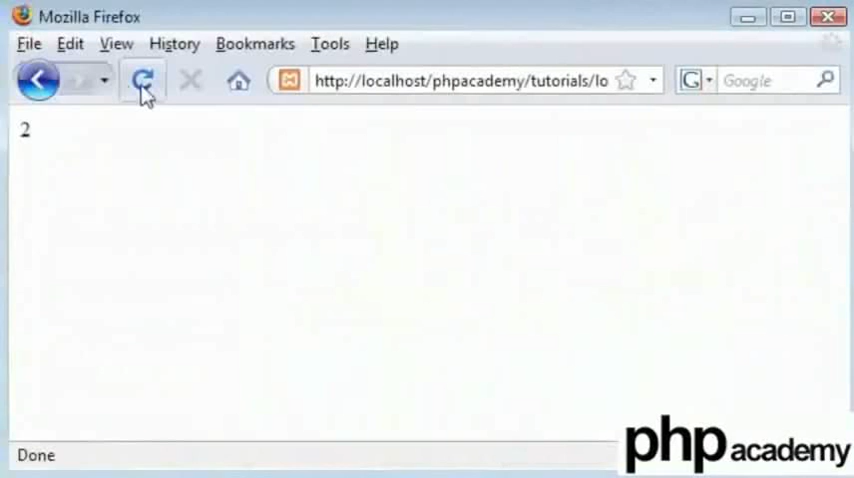 Mozilla Firefox
File Edit View History Bookmarks Tools Help
http://localhost/phpacademy/tutorials/lo G Google
2
Done
php academy